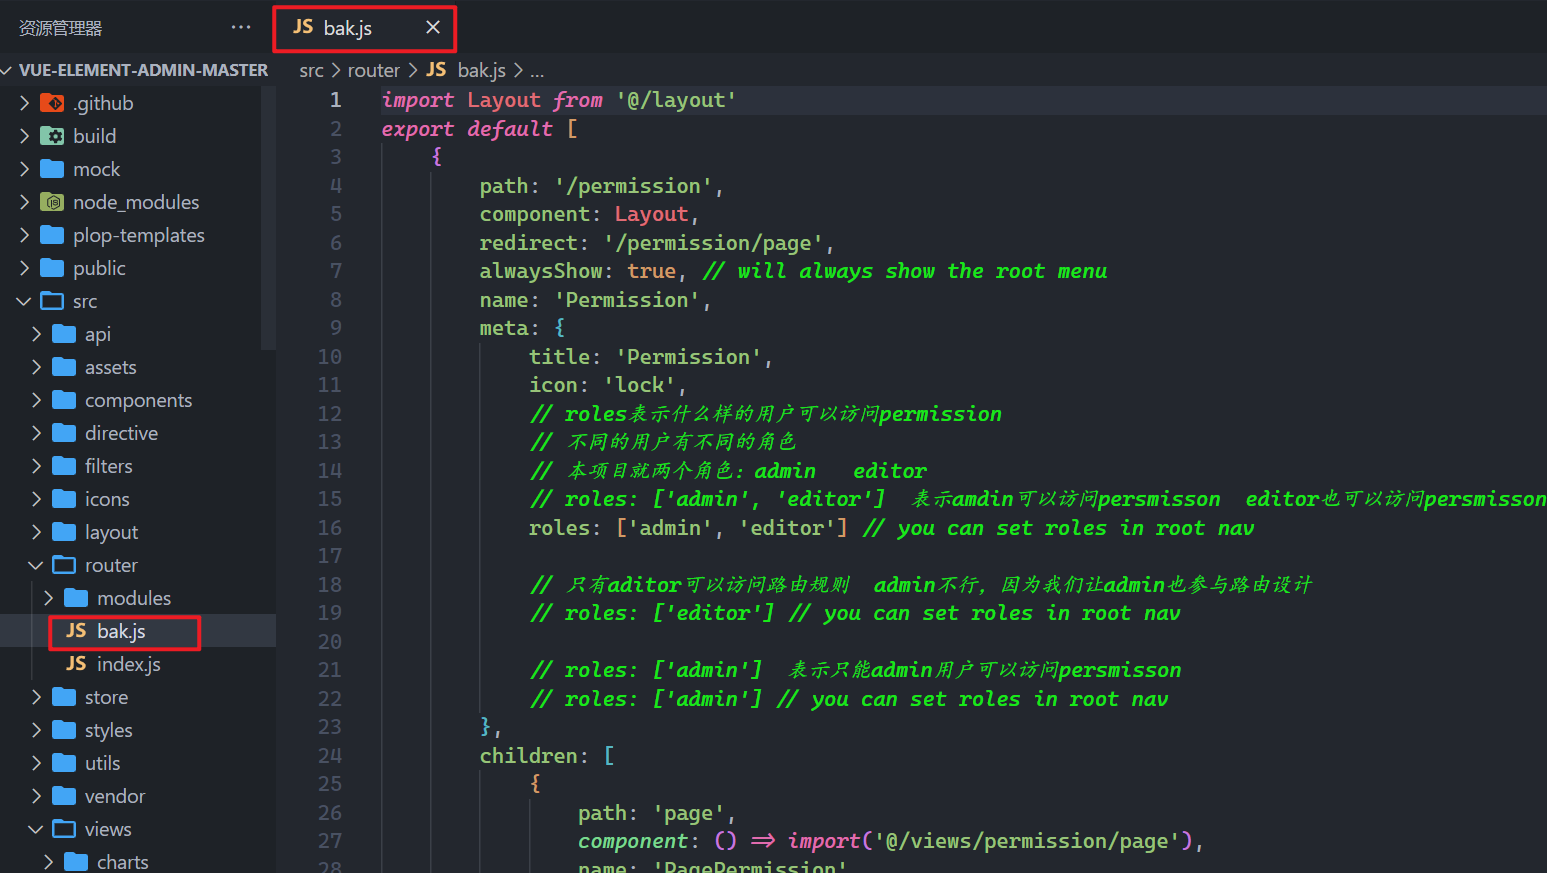 资源管理器
···
JS bak.js
VUE-ELEMENT-ADMIN-MASTER
.github
build
mock
node_modules
plop-templates
public
src
api
assets
components
directive
filters
icons
layout
router
modules
JS bak.js
JS index.js
store
styles
utils
vendor
views
charts
src > router > JS bak.js > ...
1 import Layout from '@/layout'
2 export default [
3 {
4 path: '/permission',
5 component: Layout,
6 redirect: '/permission/page',
7 alwaysShow: true, // will always show the root menu
8 name: 'Permission',
9 meta: {
10 title: 'Permission',
11 icon: 'lock',
12 // roles表示什么样的用户可以访问permission
13 // 不同的用户有不同的角色
14 // 本项目就两个角色: admin editor
15 // roles: ['admin', 'editor'] 表示amdin可以访问persmisson editor也可以访问persmisson
16 roles: ['admin', 'editor'] // you can set roles in root nav
17
18 // 只有aditor可以访问路由规则 admin不行, 因为我们让admin也参与路由设计
19 // roles: ['editor'] // you can set roles in root nav
20
21 // roles: ['admin'] 表示只能admin用户可以访问persmisson
22 // roles: ['admin'] // you can set roles in root nav
23 },
24 children: [
25 {
26 path: 'page',
27 component: () => import('@/views/permission/page'),
28 name: 'PagePermission'